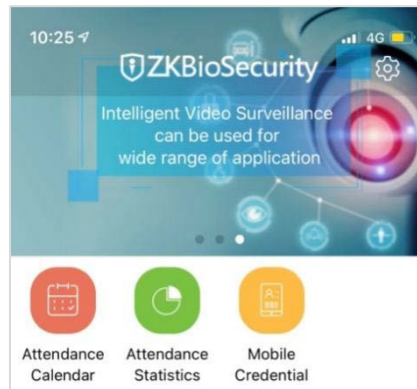 10:25
4G
ZKBioSecurity
Intelligent Video Surveillance
can be used for
wide range of application
Attendance
Calendar
Attendance
Statistics
Mobile
Credential